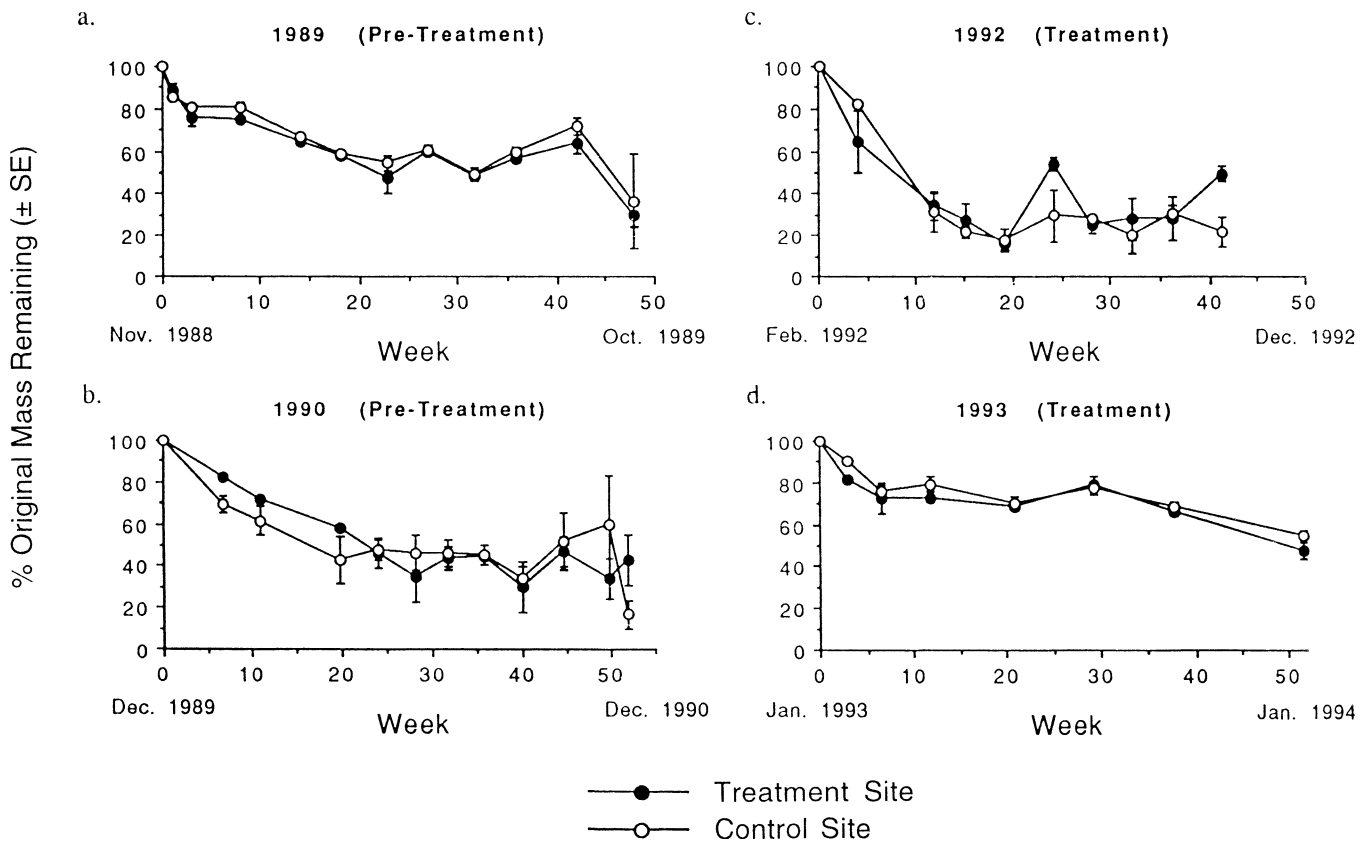 % Original Mass Remaining (± SE)
a.
1989 (Pre-Treatment)
100
80
60
40
20
0
0 10 20 30 40 50
Nov. 1988 Oct. 1989
Week
b.
1990 (Pre-Treatment)
100
80
60
40
20
0
0 10 20 30 40 50
Dec. 1989 Dec. 1990
Week
c.
1992 (Treatment)
100
80
60
40
20
0
0 10 20 30 40 50
Feb. 1992 Dec. 1992
Week
d.
1993 (Treatment)
100
80
60
40
20
0
0 10 20 30 40 50
Jan. 1993 Jan. 1994
Week
Treatment Site
Control Site